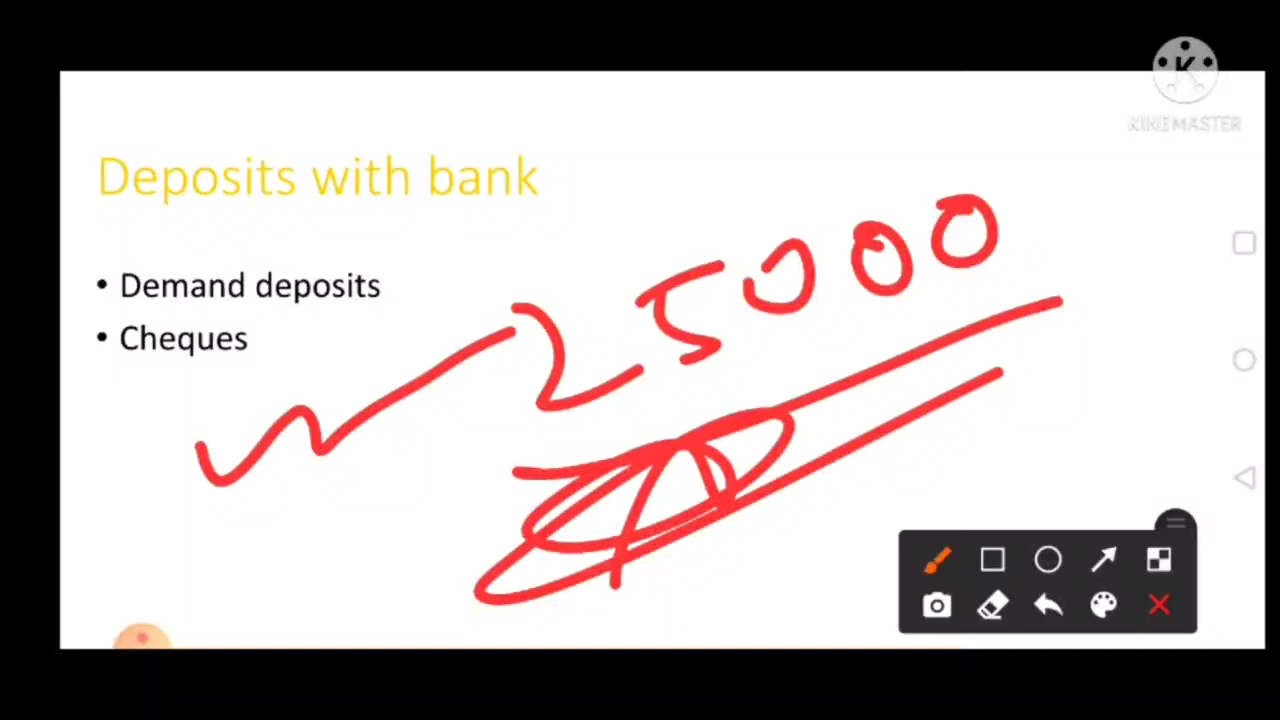 KINEMASTER
Deposits with bank
• Demand deposits
• Cheques
25000